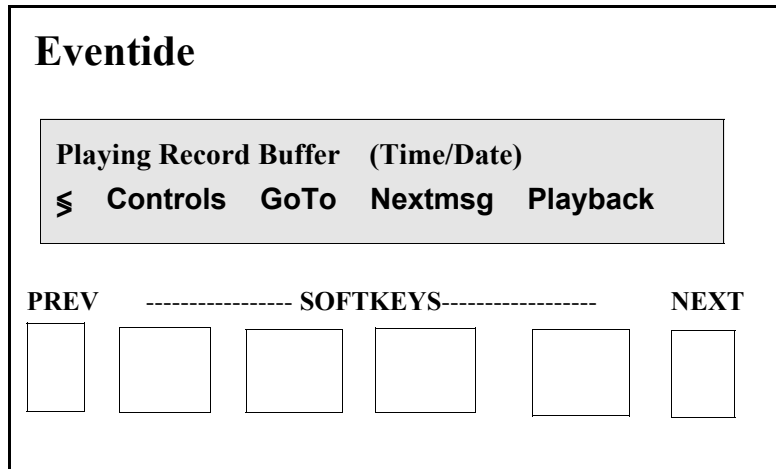 Eventide
Playing Record Buffer (Time/Date)
≶ Controls GoTo Nextmsg Playback
PREV ----------------- SOFTKEYS------------------ NEXT